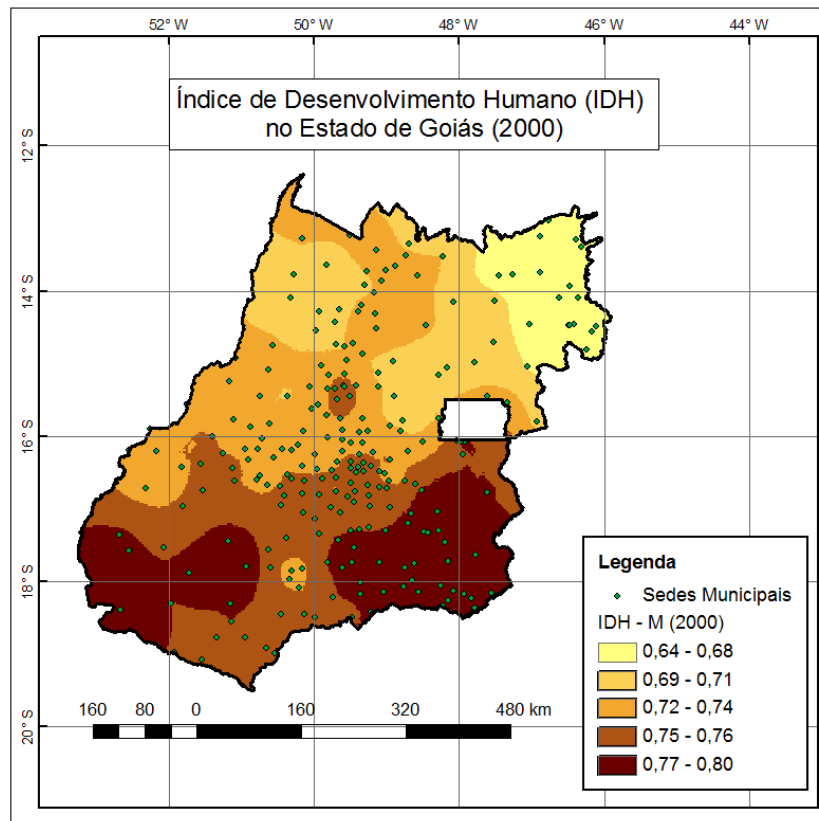 52° W 50° W 48° W 46° W 44° W
Índice de Desenvolvimento Humano (IDH)
no Estado de Goiás (2000)
12° S
14° S
16° S
18° S
20° S
160 80 0 160 320 480 km
Legenda
Sedes Municipais
IDH - M (2000)
0,64 - 0,68
0,69 - 0,71
0,72 - 0,74
0,75 - 0,76
0,77 - 0,80